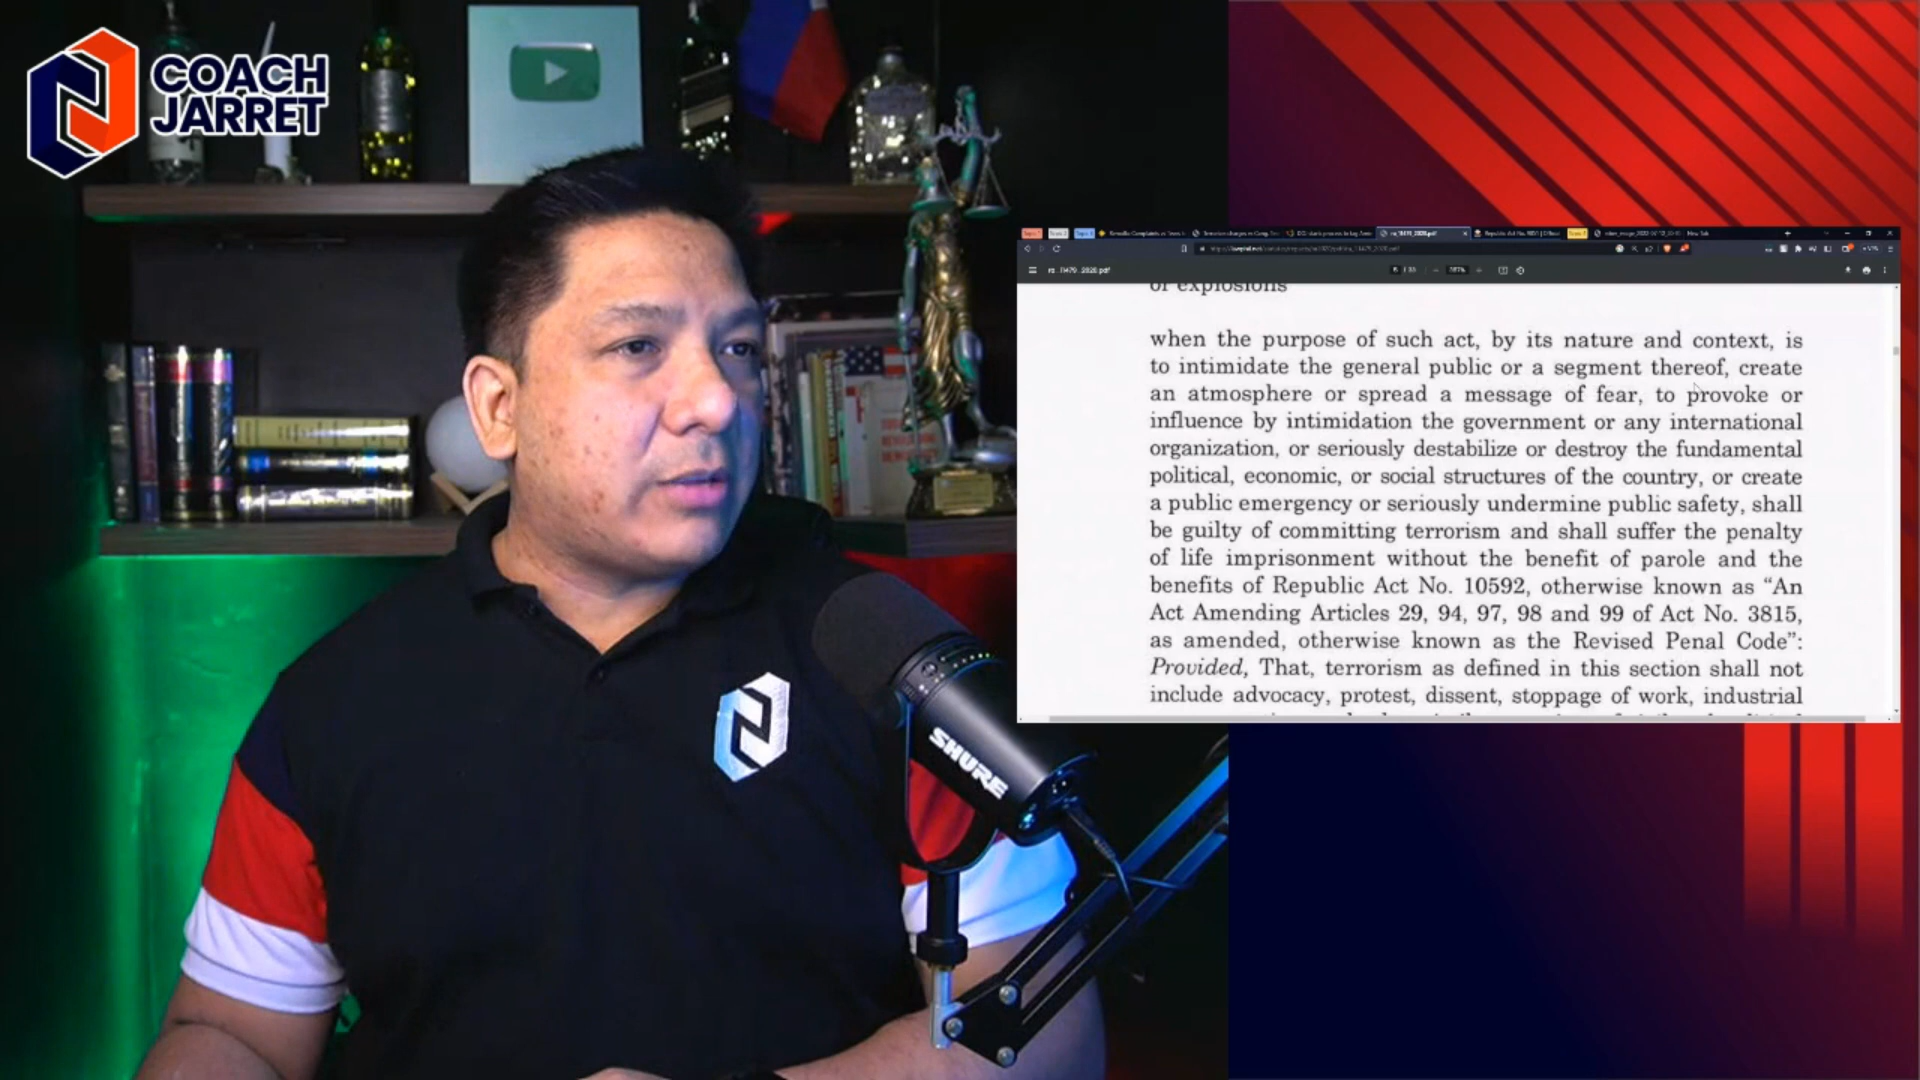 COACH
JARRET
ra_11479_2020.pdf
ra_11479_2020.pdf
or explosions
when the purpose of such act, by its nature and context, is
to intimidate the general public or a segment thereof, create
an atmosphere or spread a message of fear, to provoke or
influence by intimidation the government or any international
organization, or seriously destabilize or destroy the fundamental
political, economic, or social structures of the country, or create
a public emergency or seriously undermine public safety, shall
be guilty of committing terrorism and shall suffer the penalty
of life imprisonment without the benefit of parole and the
benefits of Republic Act No. 10592, otherwise known as “An
Act Amending Articles 29, 94, 97, 98 and 99 of Act No. 3815,
as amended, otherwise known as the Revised Penal Code”:
Provided, That, terrorism as defined in this section shall not
include advocacy, protest, dissent, stoppage of work, industrial
SHURE